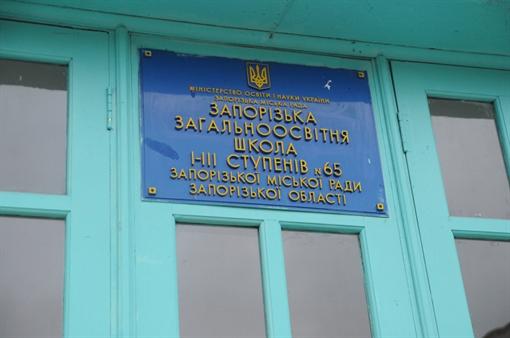 МІНІСТЕРСТВО ОСВІТИ І НАУКИ УКРАЇНИ
ЗАПОРІЗЬКА МІСЬКА РАДА
ЗАПОРІЗЬКА
ЗАГАЛЬНООСВІТНЯ
ШКОЛА
І-ІІІ СТУПЕНІВ №65
ЗАПОРІЗЬКОЇ МІСЬКОЇ РАДИ
ЗАПОРІЗЬКОЇ ОБЛАСТІ